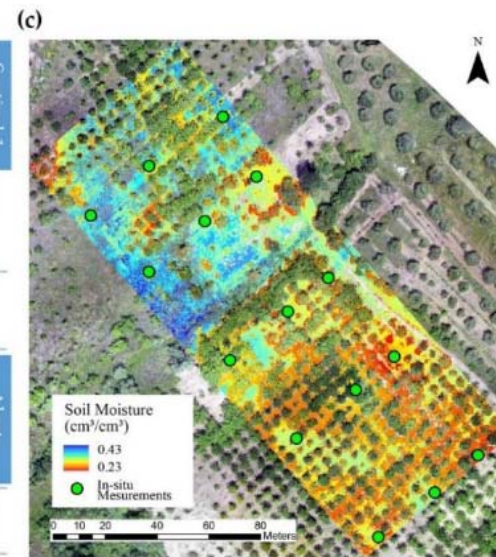 (c)
N
Soil Moisture
(cm³/cm³)
0.43
0.23
In-situ
Mesurements
0 10 20 40 60 80
Meters